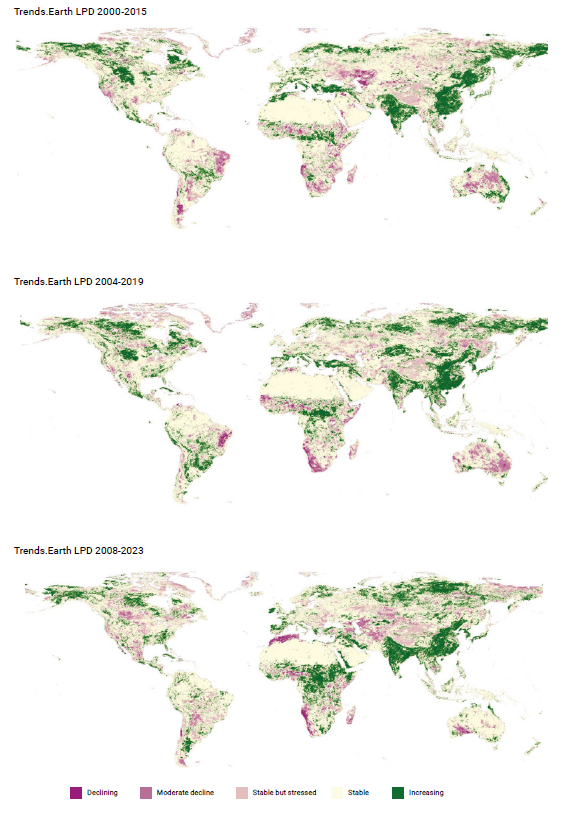 Trends.Earth LPD 2000-2015
Trends.Earth LPD 2004-2019
Trends.Earth LPD 2008-2023
Declining
Moderate decline
Stable but stressed
Stable
Increasing